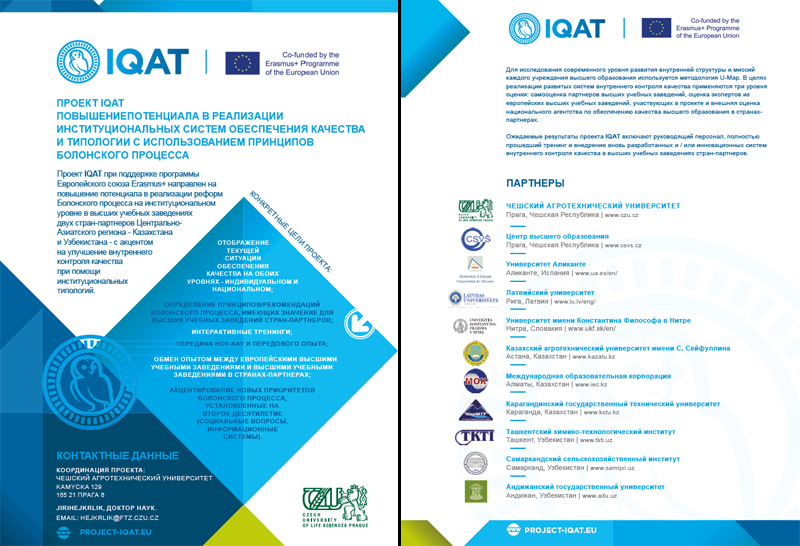 IQAT
Co-funded by the
Erasmus+ Programme
of the European Union
ПРОЕКТ IQAT
ПОВЫШЕНИЕПОТЕНЦИАЛА В РЕАЛИЗАЦИИ
ИНСТИТУЦИОНАЛЬНЫХ СИСТЕМ ОБЕСПЕЧЕНИЯ КАЧЕСТВА
И ТИПОЛОГИИ С ИСПОЛЬЗОВАНИЕМ ПРИНЦИПОВ
БОЛОНСКОГО ПРОЦЕССА
Проект IQAT при поддержке программы
Европейского союза Erasmus+ направлен на
повышение потенциала в реализации реформ
Болонского процесса на институциональном
уровне в высших учебных заведениях
двух стран-партнеров Центрально-
Азиатского региона - Казахстана
и Узбекистана - с акцентом
на улучшение внутреннего
контроля качества
при помощи
институциональных
типологий.
КОНКРЕТНЫЕ ЦЕЛИ ПРОЕКТА:
ОТОБРАЖЕНИЕ
ТЕКУЩЕЙ
СИТУАЦИИ
ОБЕСПЕЧЕНИЯ
КАЧЕСТВА НА ОБОИХ
УРОВНЯХ - ИНДИВИДУАЛЬНОМ И
НАЦИОНАЛЬНОМ;
ОПРЕДЕЛЕНИЕ ПРИНЦИПОВ/РЕКОМЕНДАЦИЙ
БОЛОНСКОГО ПРОЦЕССА, ИМЕЮЩИХ ЗНАЧЕНИЕ ДЛЯ
ВЫСШИХ УЧЕБНЫХ ЗАВЕДЕНИЙ СТРАН-ПАРТНЕРОВ;
ИНТЕРАКТИВНЫЕ ТРЕНИНГИ;
ПЕРЕДАЧА НОУ-ХАУ И ПЕРЕДОВОГО ОПЫТА;
ОБМЕН ОПЫТОМ МЕЖДУ ЕВРОПЕЙСКИМИ ВЫСШИМИ
УЧЕБНЫМИ ЗАВЕДЕНИЯМИ И ВЫСШИМИ УЧЕБНЫМИ
ЗАВЕДЕНИЯМИ В СТРАНАХ-ПАРТНЕРАХ;
АКЦЕНТИРОВАНИЕ НОВЫХ ПРИОРИТЕТОВ
БОЛОНСКОГО ПРОЦЕССА,
УСТАНОВЛЕННЫЕ НА
ВТОРОЕ ДЕСЯТИЛЕТИЕ
(СОЦИАЛЬНЫЕ ВОПРОСЫ,
ИНФОРМАЦИОННЫЕ
СИСТЕМЫ).
КОНТАКТНЫЕ ДАННЫЕ
КООРДИНАЦИЯ ПРОЕКТА:
ЧЕШСКИЙ АГРОТЕХНИЧЕСКИЙ УНИВЕРСИТЕТ
KAMYCKA 129
165 21 ПРАГА 6
JIRIHEJKRLIK, ДОКТОР НАУК.
EMAIL: HEJKRLIK@FTZ.CZU.CZ
PROJECT-IQAT.EU
CZECH
UNIVERSITY
OF LIFE SCIENCES PRAGUE
IQAT
Co-funded by the
Erasmus+ Programme
of the European Union
Для исследования современного уровня развития внутренней структуры и миссий
каждого учреждения высшего образования используется методология U-Map. В целях
реализации развитых систем внутреннего контроля качества применяются три уровня
оценки: самооценка партнеров высших учебных заведений, оценка экспертов из
европейских высших учебных заведений, участвующих в проекте и внешняя оценка
национального агентства по обеспечению качества высшего образования в странах-
партнерах.
Ожидаемые результаты проекта IQAT включают руководящий персонал, полностью
прошедший тренинг и внедрение вновь разработанных и / или инновационных систем
внутреннего контроля качества в высших учебных заведениях стран-партнеров.
ПАРТНЕРЫ
ЧЕШСКИЙ АГРОТЕХНИЧЕСКИЙ УНИВЕРСИТЕТ
Прага, Чешская Республика | www.czu.cz
CSVŠ
Центр высшего образования
Прага, Чешская Республика | www.csvs.cz
Университет Аликанте
Аликанте, Испания | www.ua.es/en/
LATVIJAS
UNIVERSITĀTE
Латвийский университет
Рига, Латвия | www.lu.lv/eng/
UNIVERZITA
KONŠTANTÍNA
FILOZOFA
V NITRE
Университет имени Константина Философа в Нитре
Нитра, Словакия | www.ukf.sk/en/
Казахский агротехнический университет имени С. Сейфуллина
Астана, Казахстан | www.kazatu.kz
МОК
Международная образовательная корпорация
Алматы, Казахстан | www.iec.kz
Карагандинский государственный технический университет
Караганда, Казахстан | www.kstu.kz
TKTI
Ташкентский химико-технологический институт
Ташкент, Узбекистан | www.tkti.uz
Самаркандский сельскохозяйственный институт
Самарканд, Узбекистан | www.samqxi.uz
Андижанский государственный университет
Андижан, Узбекистан | www.adu.uz
PROJECT-IQAT.EU